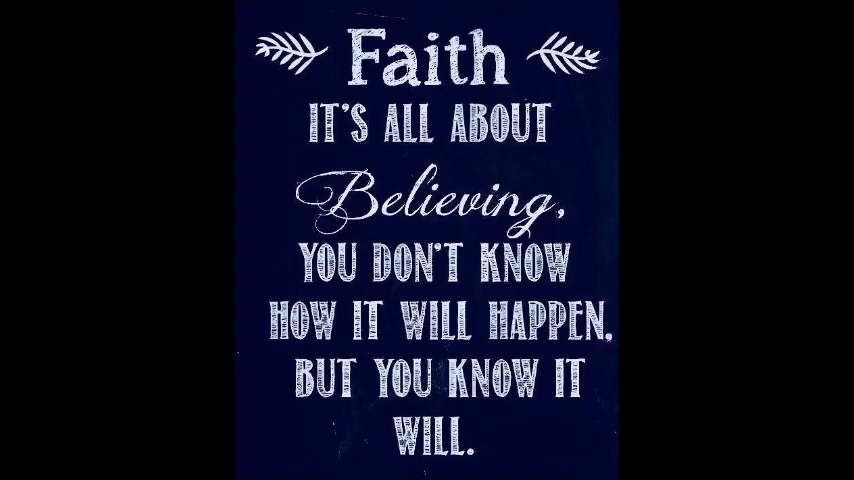 Faith
IT'S ALL ABOUT
Believing,
YOU DON'T KNOW
HOW IT WILL HAPPEN,
BUT YOU KNOW IT
WILL.